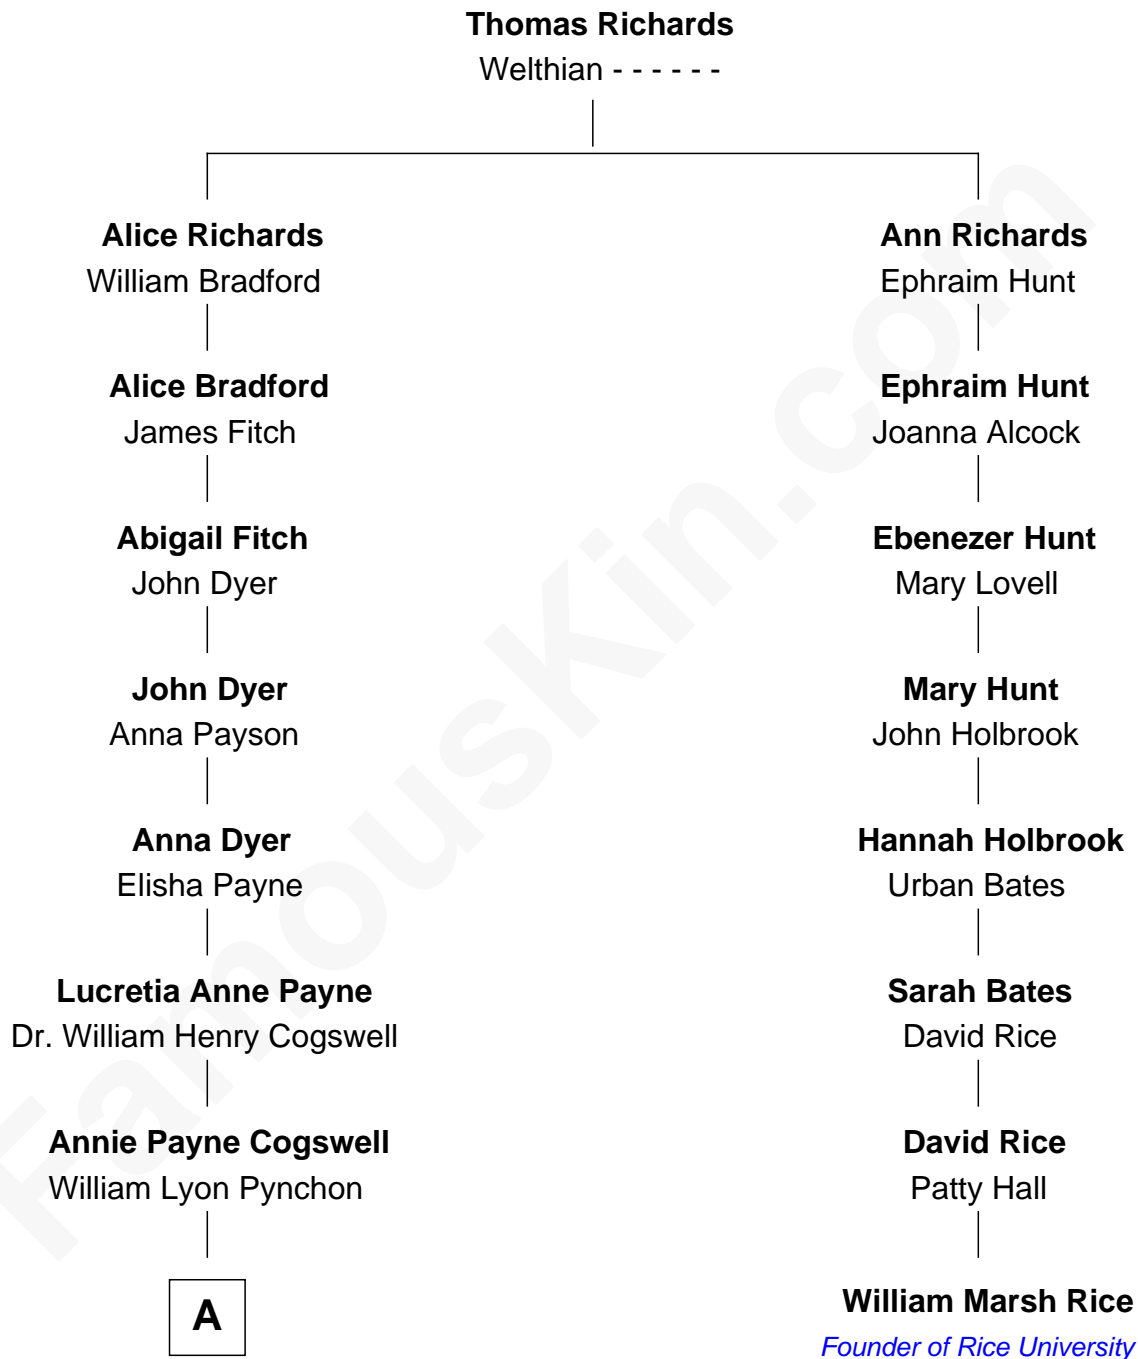 Thomas Richards
Welthian - - - - - -
Alice Richards
William Bradford
Ann Richards
Ephraim Hunt
Alice Bradford
James Fitch
Ephraim Hunt
Joanna Alcock
Abigail Fitch
John Dyer
Ebenezer Hunt
Mary Lovell
John Dyer
Anna Payson
Mary Hunt
John Holbrook
Anna Dyer
Elisha Payne
Hannah Holbrook
Urban Bates
Lucretia Anne Payne
Dr. William Henry Cogswell
Sarah Bates
David Rice
Annie Payne Cogswell
William Lyon Pynchon
David Rice
Patty Hall
A
William Marsh Rice
Founder of Rice University
FamousKin.com